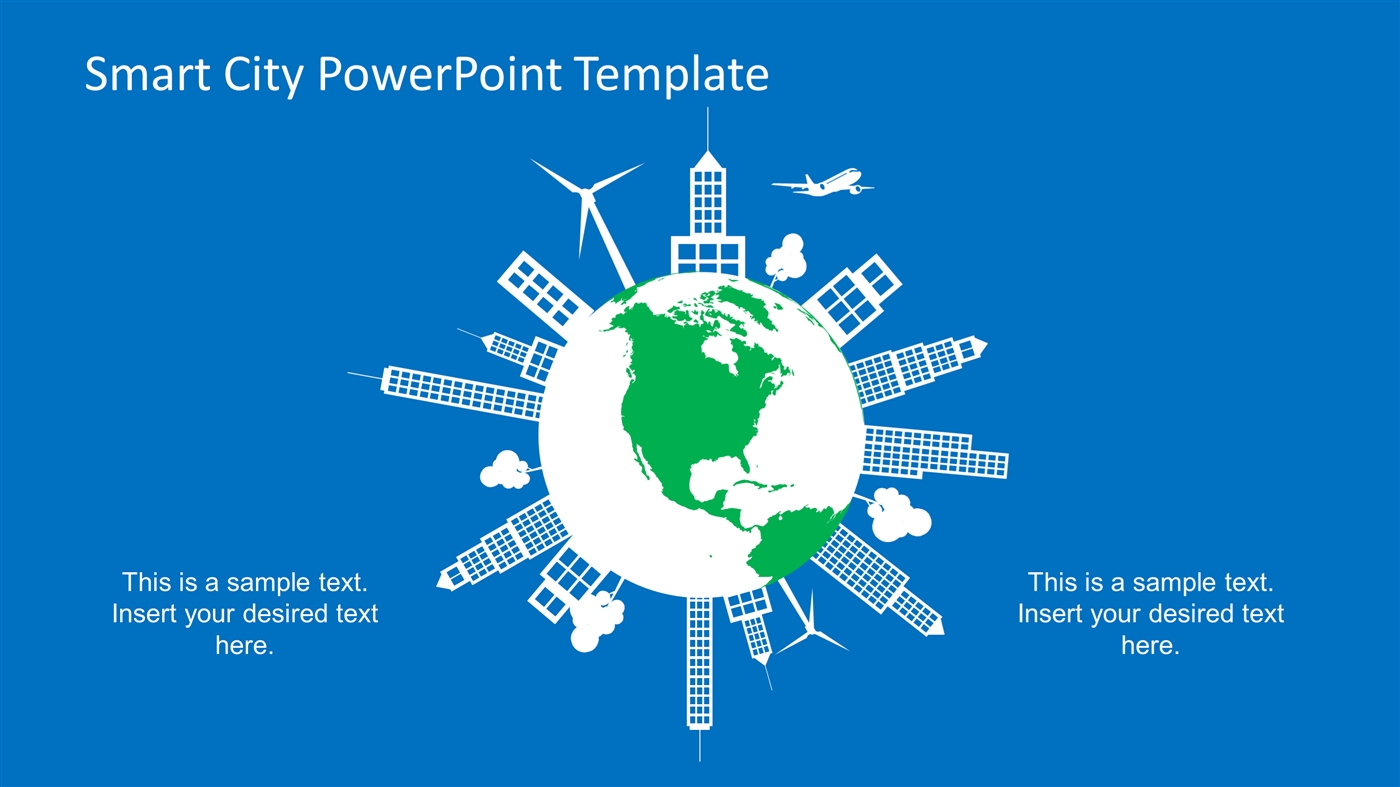 Smart City PowerPoint Template
This is a sample text.
Insert your desired text
here.
This is a sample text.
Insert your desired text
here.